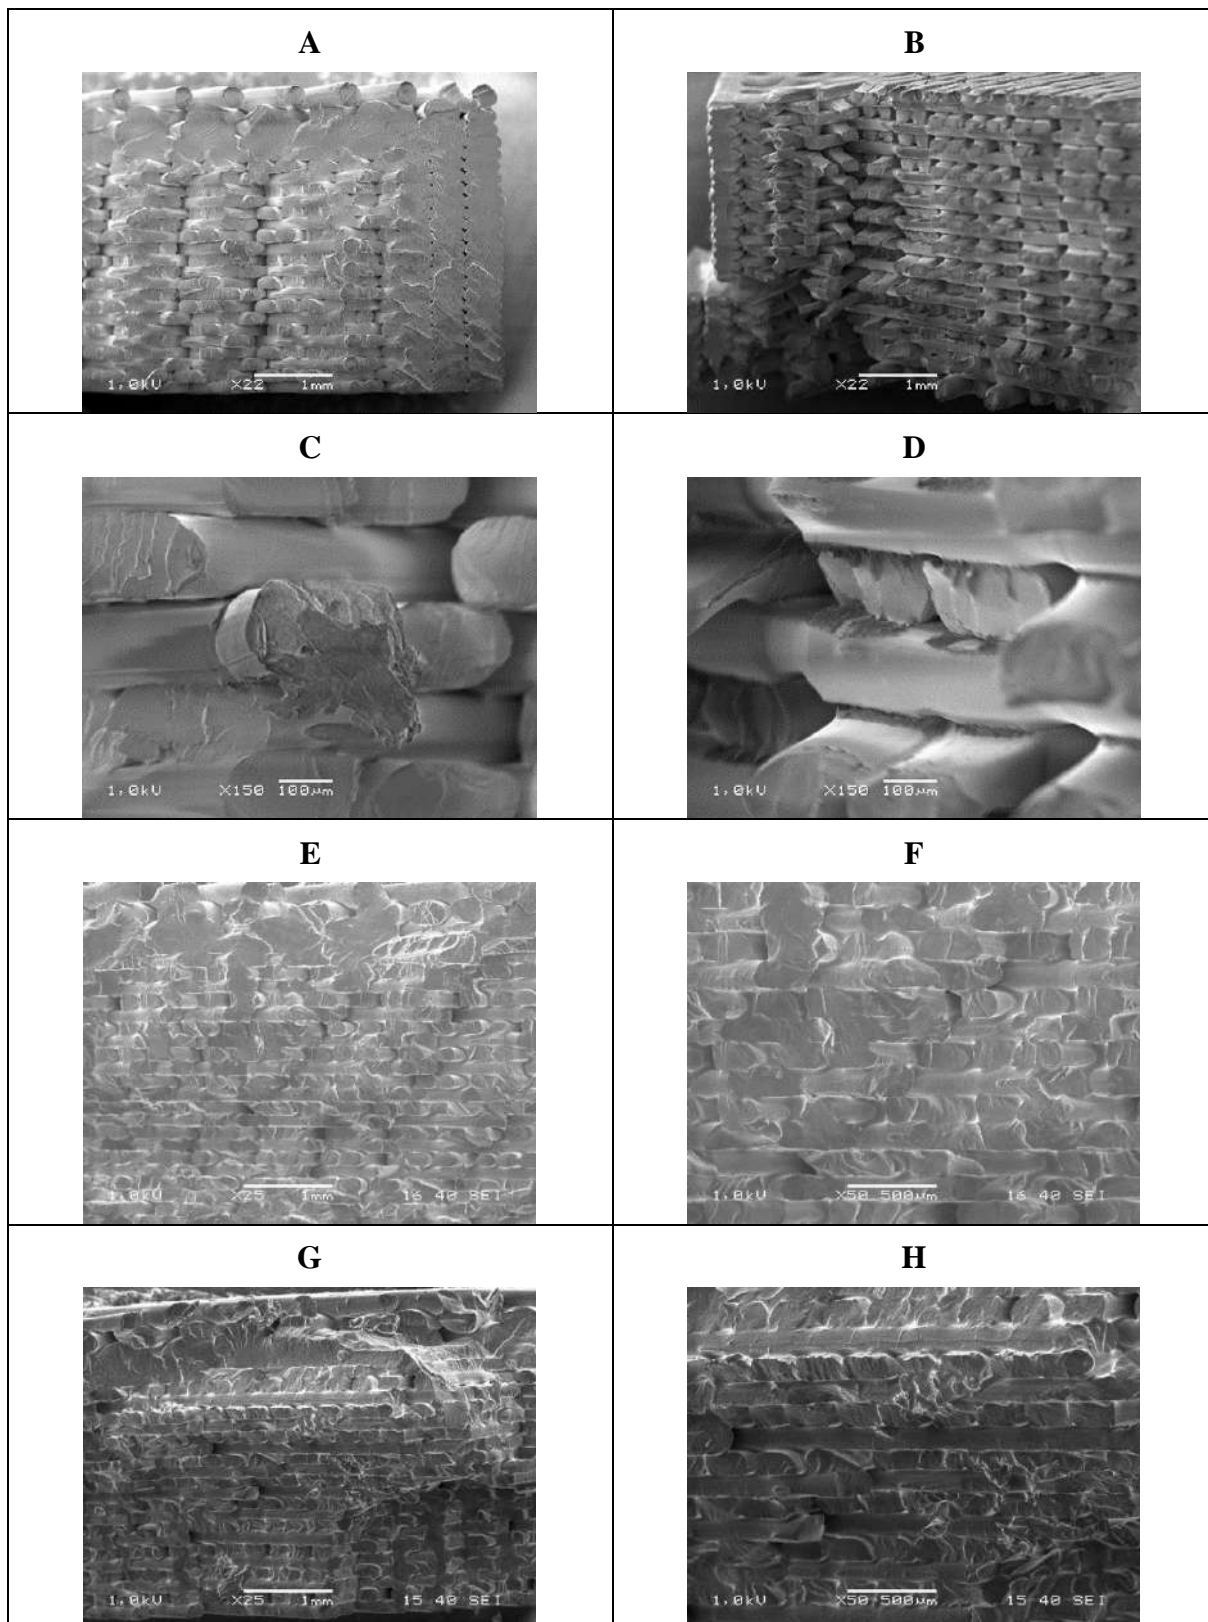 A
B
1,0kV X22 1mm
1,0kV X22 1mm
C
D
1,0kV X150 100μm
1,0kV X150 100μm
E
F
1,0kV X25 1mm 16 40 SEI
1,0kV X50 500μm 16 40 SEI
G
H
1,0kV X25 1mm 15 40 SEI
1,0kV X50 500μm 15 40 SEI